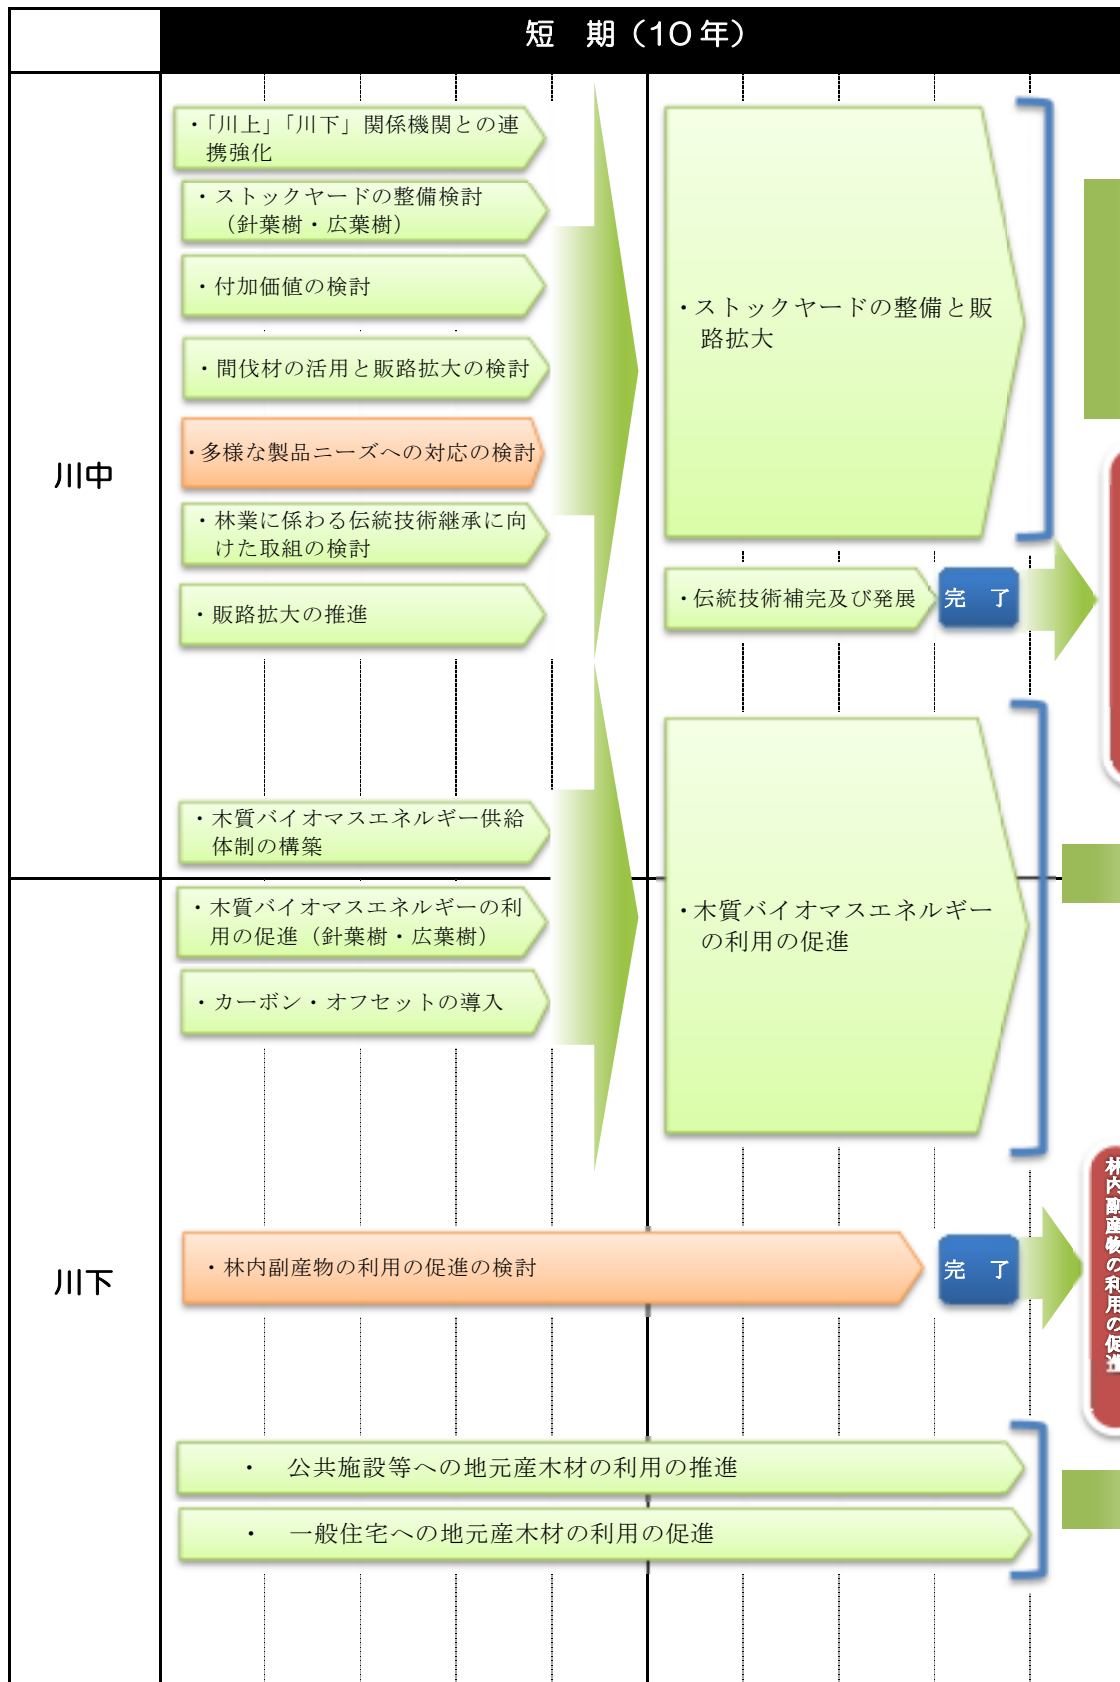 短　期（10年）
川中
・「川上」「川下」関係機関との連
携強化
・ストックヤードの整備検討
（針葉樹・広葉樹）
・付加価値の検討
・間伐材の活用と販路拡大の検討
・多様な製品ニーズへの対応の検討
・林業に係わる伝統技術継承に向
けた取組の検討
・販路拡大の推進
・ストックヤードの整備と販
路拡大
・伝統技術補完及び発展
完　了
・木質バイオマスエネルギー供給
体制の構築
川下
・木質バイオマスエネルギーの利
用の促進（針葉樹・広葉樹）
・カーボン・オフセットの導入
・木質バイオマスエネルギー
の利用の促進
・林内副産物の利用の促進の検討
完　了
林内副産物の利用の促進
・　公共施設等への地元産木材の利用の推進
・　一般住宅への地元産木材の利用の促進